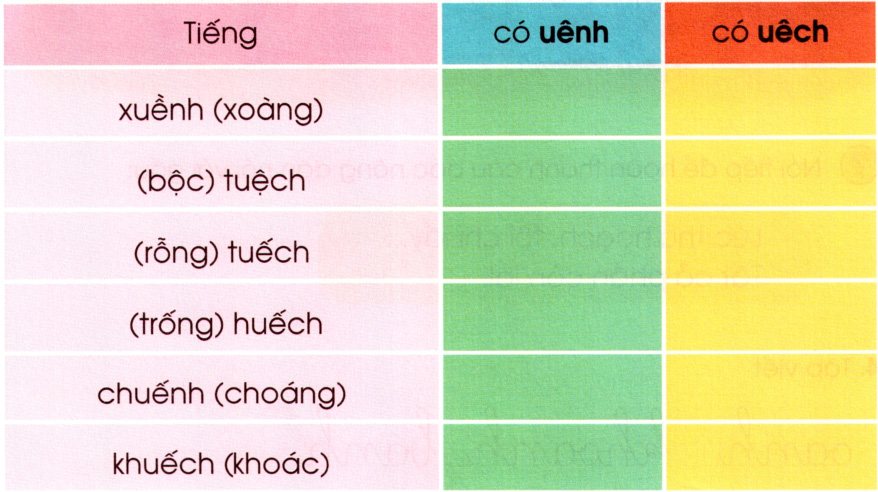 Tiếng có uênh có uêch
xuềnh (xoàng)
(bộc) tuệch
(rỗng) tuếch
(trống) huếch
chuếnh (choáng)
khuếch (khoác)